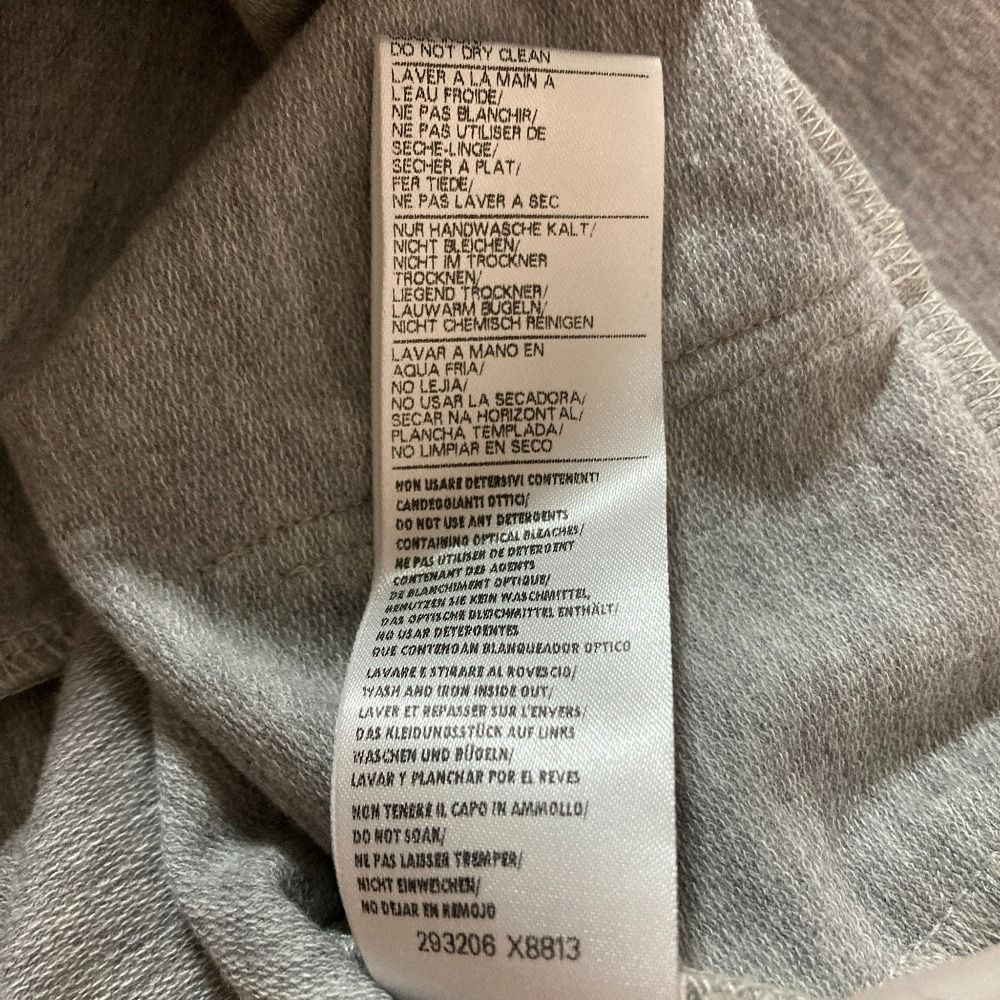 DO NOT DRY CLEAN
LAVER A LA MAIN A
L'EAU FROIDE/
NE PAS BLANCHIR/
NE PAS UTILISER DE
SECHE-LINGE/
SECHER A PLAT/
FER TIEDE/
NE PAS LAVER A SEC
NUR HANDWASCHE KALT/
NICHT BLEICHEN/
NICHT IM TROCKNER
TROCKNEN/
LIEGEND TROCKNER/
LAUWARM BUGELN/
NICHT CHEMISCH REINIGEN
LAVAR A MANO EN
AQUA FRIA/
NO LEJIA/
NO USAR LA SECADORA/
SECAR NA HORIZONTAL/
PLANCHA TEMPLADA/
NO LIMPIAR EN SECO
NON USARE DETERSIVI CONTENENTI
CANDEGGIANTI OTTICI/
DO NOT USE ANY DETERGENTS
CONTAINING OPTICAL BLEACHES/
NE PAS UTILISER DE DETERGENT
CONTENANT DES AGENTS
DE BLANCHIMENT OPTIQUE/
BENUTZEN SIE KEIN WASCHMITTEL,
DAS OPTISCHE BLEICHMITTEL ENTHÄLT/
NO USAR DETERGENTES
QUE CONTENGAN BLANQUEADOR OPTICO
LAVARE E STIRARE AL ROVESCIO/
WASH AND IRON INSIDE OUT/
LAVER ET REPASSER SUR L'ENVERS/
DAS KLEIDUNGSSTÜCK AUF LINKS
WASCHEN UND BÜGELN/
LAVAR Y PLANCHAR POR EL REVES
NON TENERE IL CAPO IN AMMOLLO/
DO NOT SOAK/
NE PAS LAISSER TREMPER/
NICHT EINWEICHEN/
NO DEJAR EN REMOJO
293206 X8813